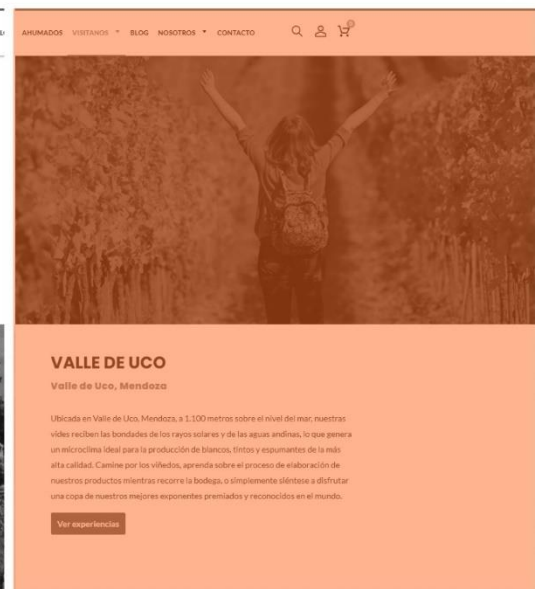 AHUMADOS VISITANOS BLOG NOSOTROS CONTACTO 0
VALLE DE UCO
Valle de Uco, Mendoza
Ubicada en Valle de Uco, Mendoza, a 1.100 metros sobre el nivel del mar, nuestras
vides reciben las bondades de los rayos solares y de las aguas andinas, lo que genera
un microclima ideal para la producción de blancos, tintos y espumantes de la más
alta calidad. Camine por los viñedos, aprenda sobre el proceso de elaboración de
nuestros productos mientras recorre la bodega, o simplemente siéntese a disfrutar
una copa de nuestros mejores exponentes premiados y reconocidos en el mundo.
Ver experiencias